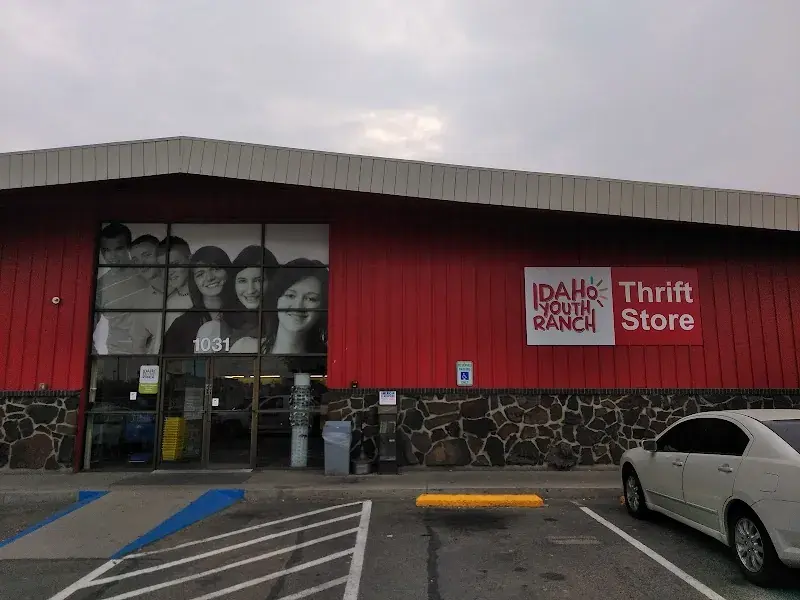 1031
IDAHO
YOUTH
RANCH
Thrift
Store